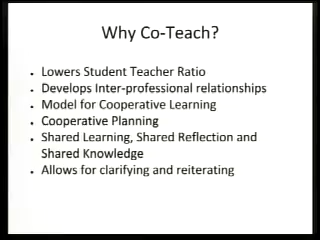 Why Co-Teach?
• Lowers Student Teacher Ratio
• Develops Inter-professional relationships
• Model for Cooperative Learning
• Cooperative Planning
• Shared Learning, Shared Reflection and
Shared Knowledge
• Allows for clarifying and reiterating